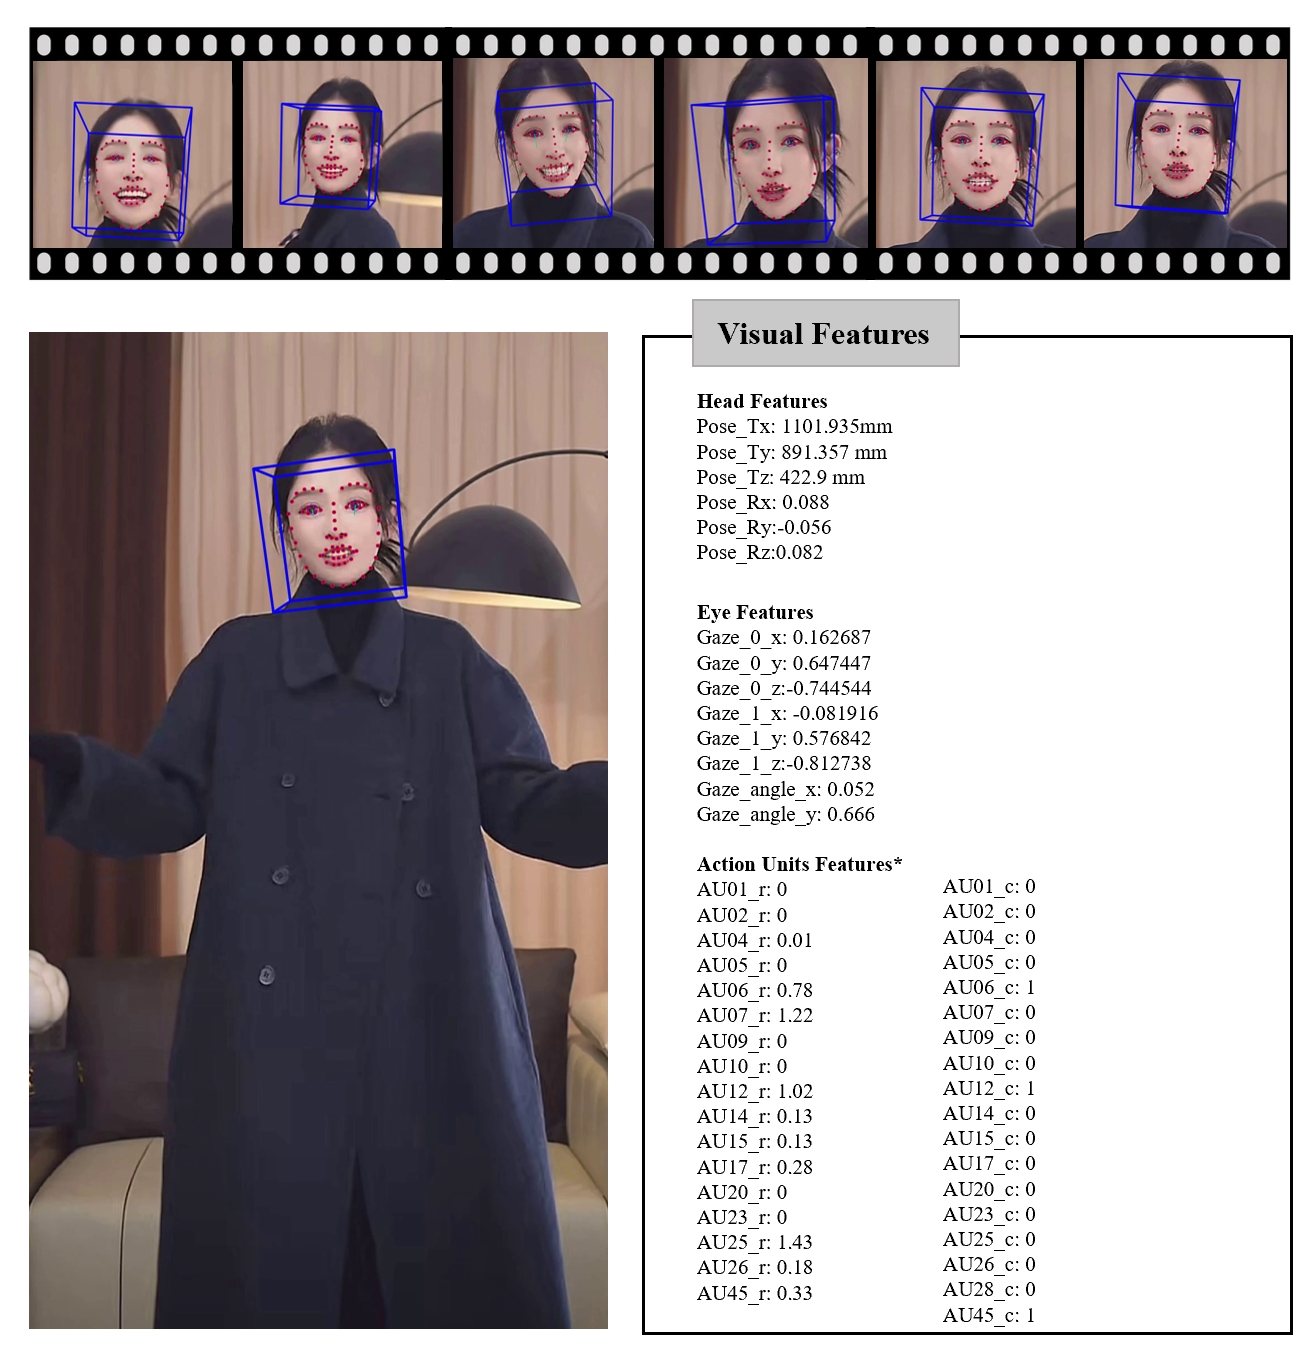 Visual Features
Head Features
Pose_Tx: 1101.935mm
Pose_Ty: 891.357 mm
Pose_Tz: 422.9 mm
Pose_Rx: 0.088
Pose_Ry:-0.056
Pose_Rz:0.082
Eye Features
Gaze_0_x: 0.162687
Gaze_0_y: 0.647447
Gaze_0_z:-0.744544
Gaze_1_x: -0.081916
Gaze_1_y: 0.576842
Gaze_1_z:-0.812738
Gaze_angle_x: 0.052
Gaze_angle_y: 0.666
Action Units Features*
AU01_r: 0
AU02_r: 0
AU04_r: 0.01
AU05_r: 0
AU06_r: 0.78
AU07_r: 1.22
AU09_r: 0
AU10_r: 0
AU12_r: 1.02
AU14_r: 0.13
AU15_r: 0.13
AU17_r: 0.28
AU20_r: 0
AU23_r: 0
AU25_r: 1.43
AU26_r: 0.18
AU45_r: 0.33
AU01_c: 0
AU02_c: 0
AU04_c: 0
AU05_c: 0
AU06_c: 1
AU07_c: 0
AU09_c: 0
AU10_c: 0
AU12_c: 1
AU14_c: 0
AU15_c: 0
AU17_c: 0
AU20_c: 0
AU23_c: 0
AU25_c: 0
AU26_c: 0
AU28_c: 0
AU45_c: 1